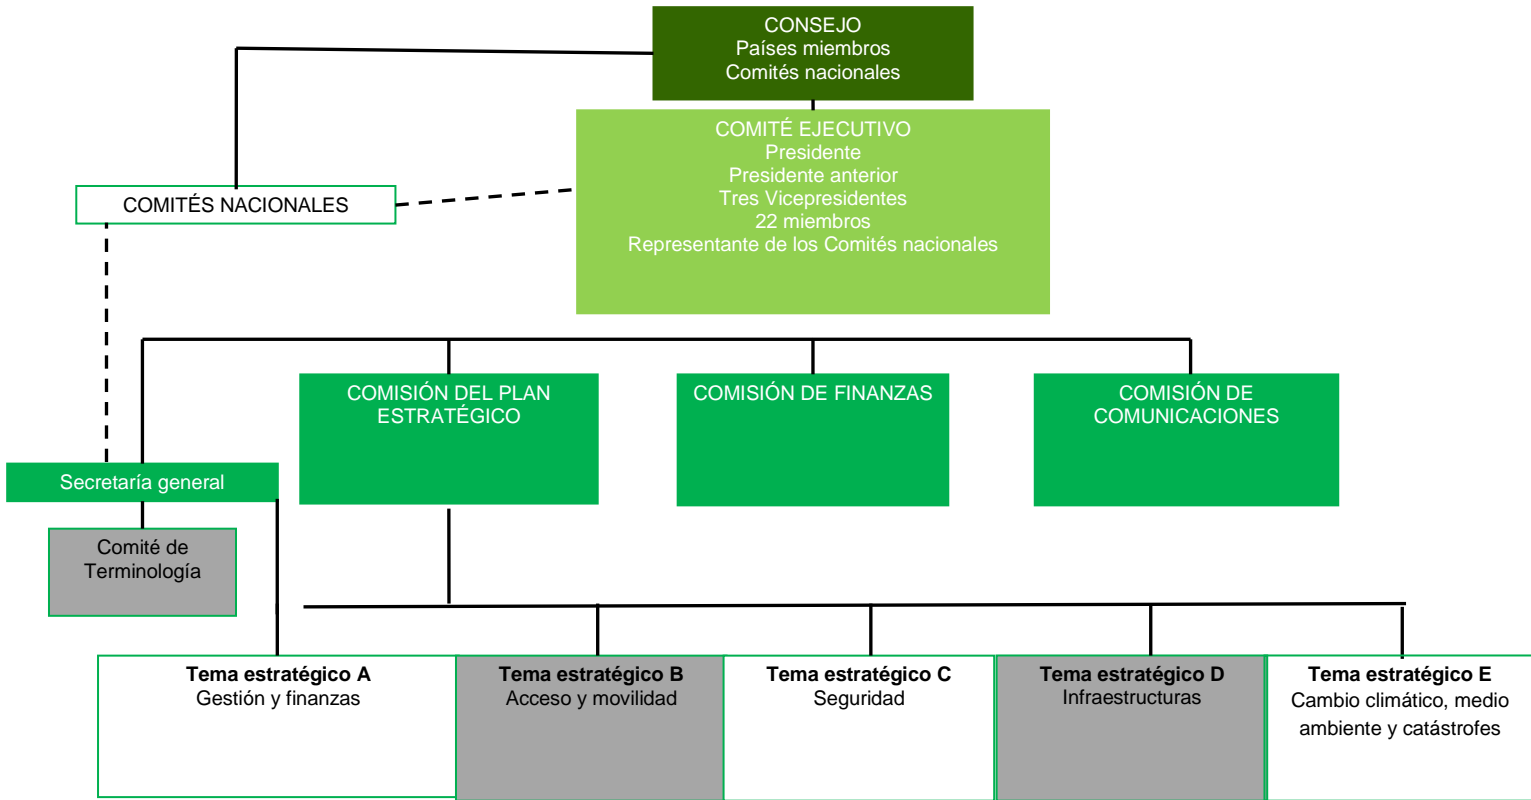 CONSEJO
Países miembros
Comités nacionales
COMITÉ EJECUTIVO
Presidente
Presidente anterior
Tres Vicepresidentes
22 miembros
Representante de los Comités nacionales
COMITÉS NACIONALES
COMISIÓN DEL PLAN
ESTRATÉGICO
COMISIÓN DE FINANZAS
COMISIÓN DE
COMUNICACIONES
Secretaría general
Comité de
Terminología
Tema estratégico A
Gestión y finanzas
Tema estratégico B
Acceso y movilidad
Tema estratégico C
Seguridad
Tema estratégico D
Infraestructuras
Tema estratégico E
Cambio climático, medio
ambiente y catástrofes